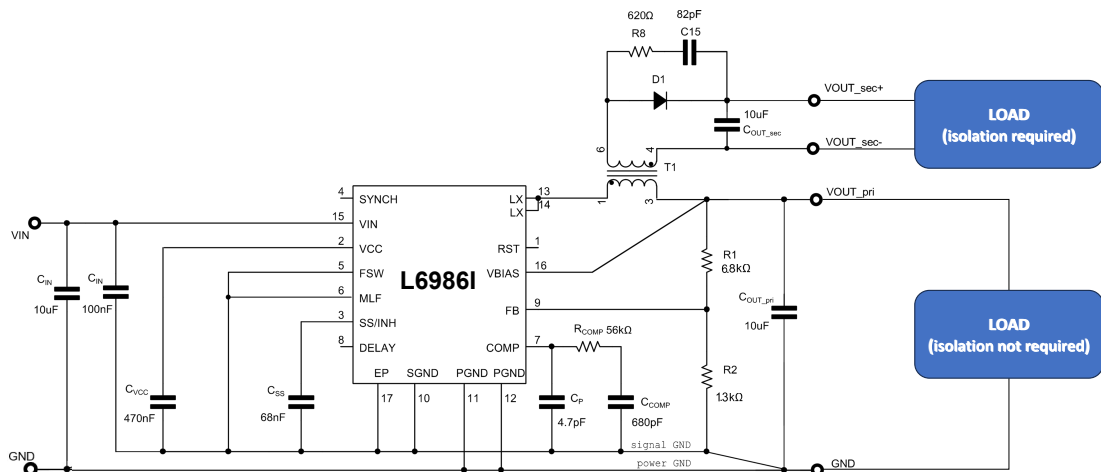 620Ω
82pF
R8
C15
D1
VOUT_sec+
10uF
COUT_sec
LOAD
(isolation required)
VOUT_sec-
6
4
T1
1
3
VOUT_pri
4
SYNCH
LX
13
LX
14
VIN
15
VIN
2
VCC
RST
1
5
FSW
VBIAS
16
L6986I
6
MLF
FB
9
3
SS/INH
8
DELAY
COMP
7
EP
SGND
PGND
PGND
17
10
11
12
CIN
10uF
CIN
100nF
R1
6.8kΩ
COUT_pri
10uF
LOAD
(isolation not required)
RCOMP 56kΩ
R2
1.3kΩ
CVCC
470nF
CSS
68nF
CP
4.7pF
CCOMP
680pF
signal GND
power GND
GND
GND